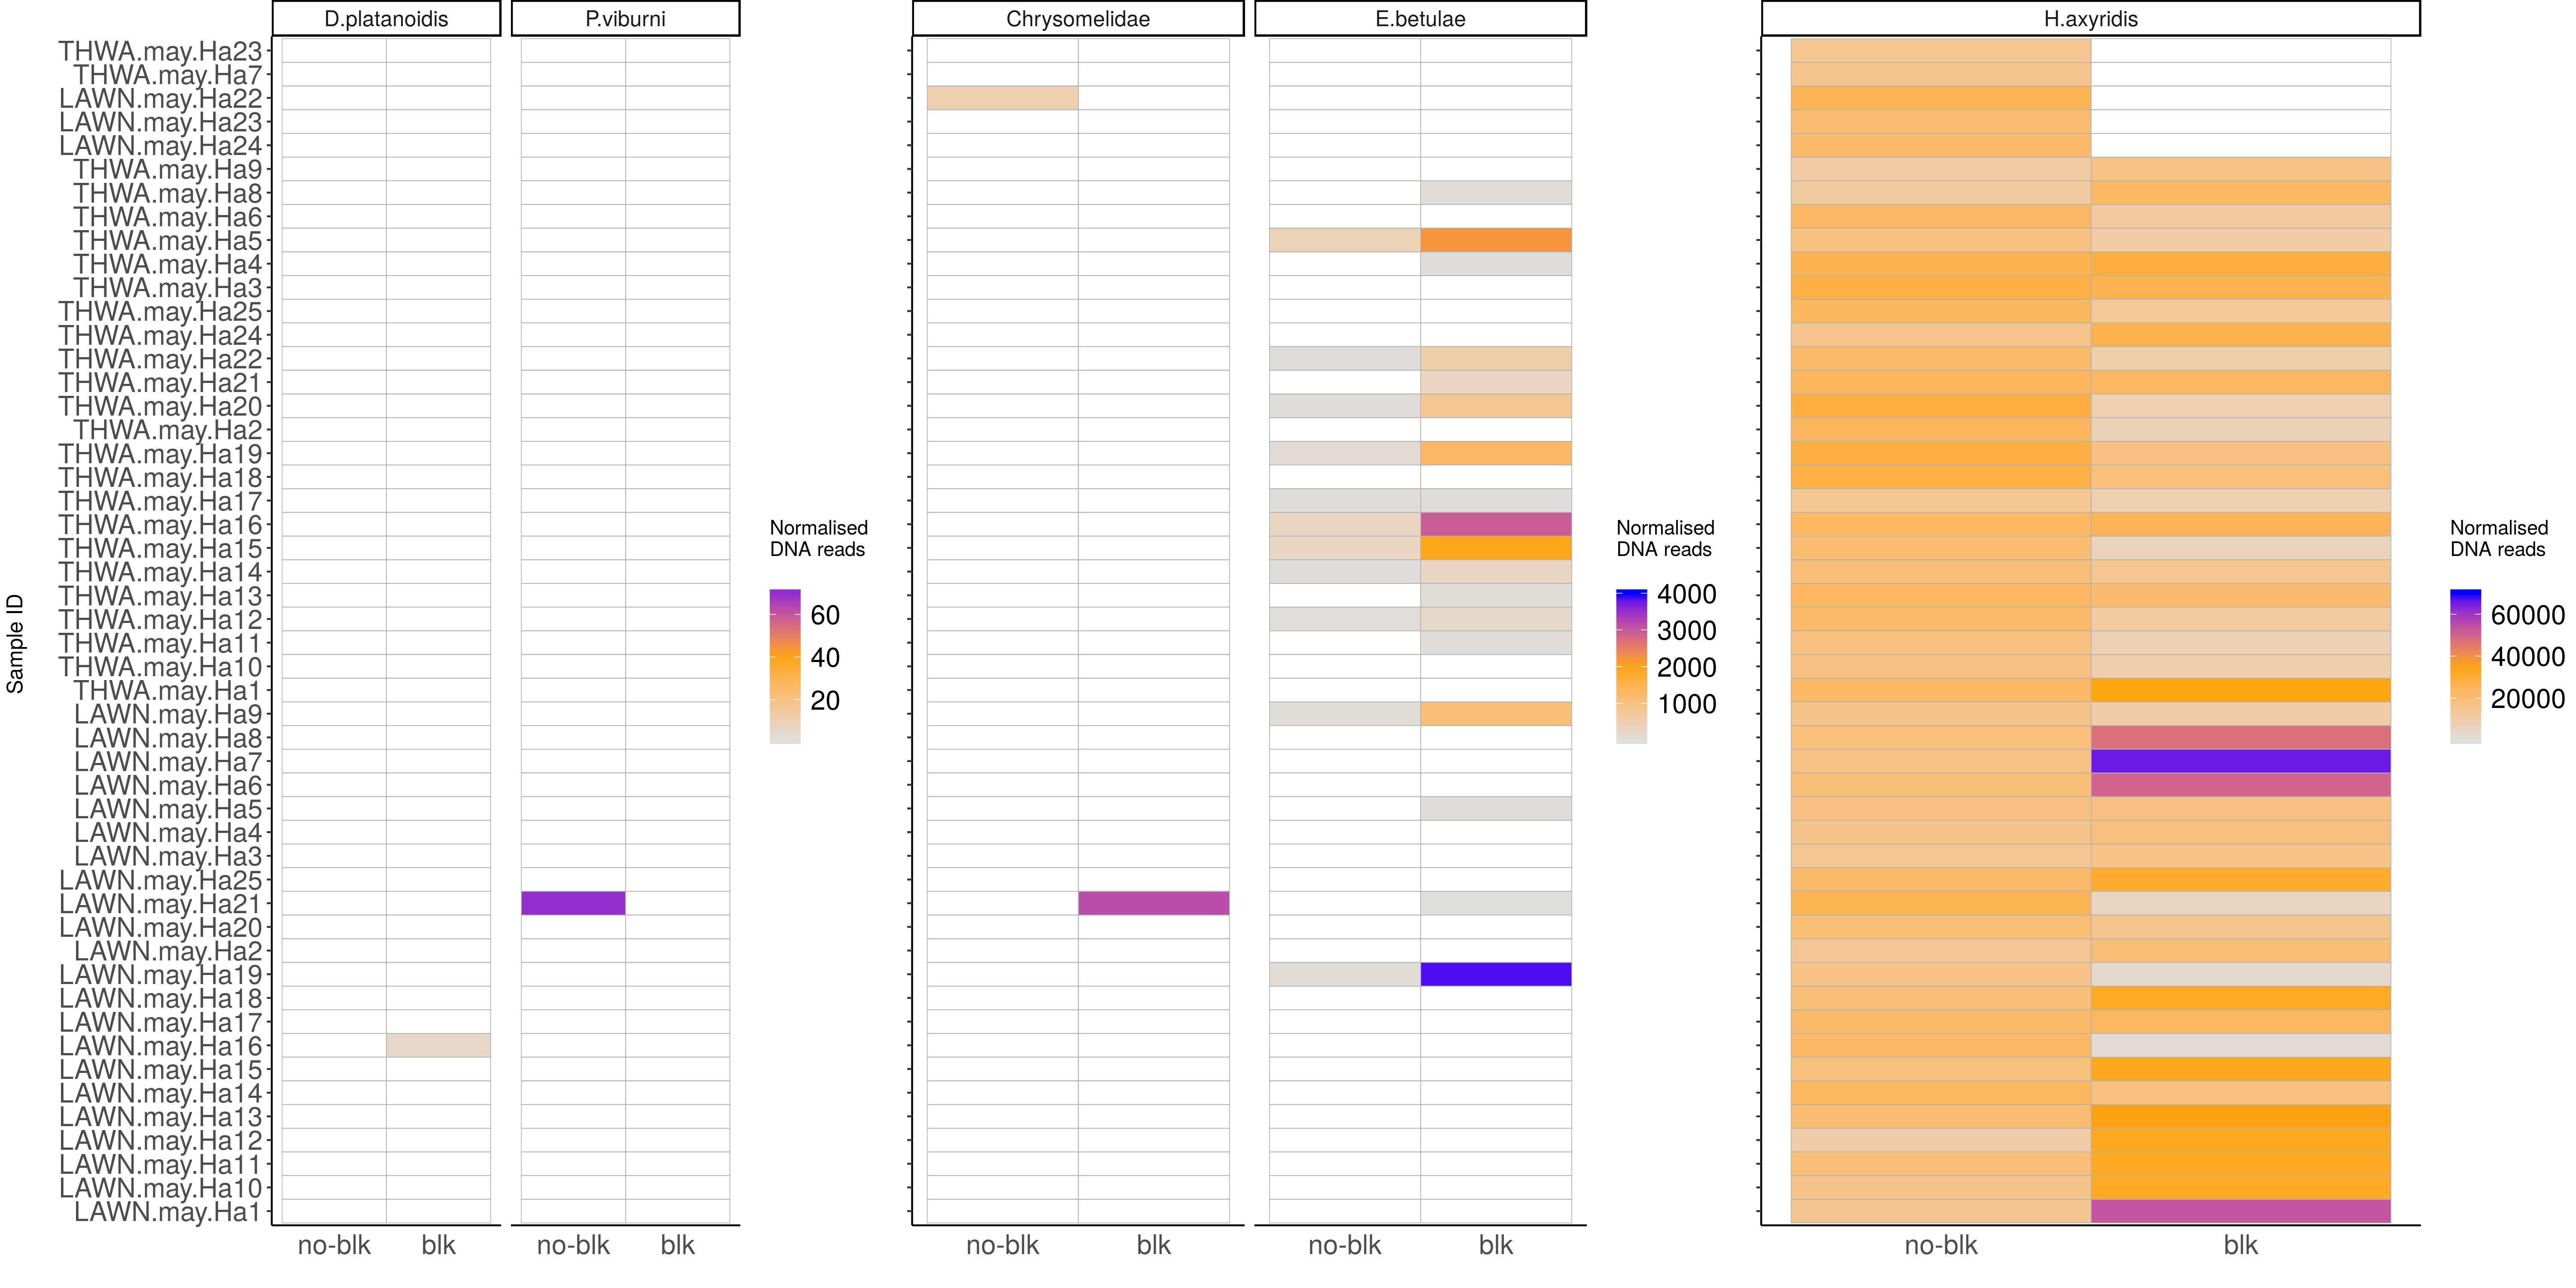 D.platanoidis
P.viburni
Chrysomelidae
E.betulae
H.axyridis
Sample ID
THWA.may.Ha23
THWA.may.Ha7
LAWN.may.Ha22
LAWN.may.Ha23
LAWN.may.Ha24
THWA.may.Ha9
THWA.may.Ha8
THWA.may.Ha6
THWA.may.Ha5
THWA.may.Ha4
THWA.may.Ha3
THWA.may.Ha25
THWA.may.Ha24
THWA.may.Ha22
THWA.may.Ha21
THWA.may.Ha20
THWA.may.Ha2
THWA.may.Ha19
THWA.may.Ha18
THWA.may.Ha17
THWA.may.Ha16
THWA.may.Ha15
THWA.may.Ha14
THWA.may.Ha13
THWA.may.Ha12
THWA.may.Ha11
THWA.may.Ha10
THWA.may.Ha1
LAWN.may.Ha9
LAWN.may.Ha8
LAWN.may.Ha7
LAWN.may.Ha6
LAWN.may.Ha5
LAWN.may.Ha4
LAWN.may.Ha3
LAWN.may.Ha25
LAWN.may.Ha21
LAWN.may.Ha20
LAWN.may.Ha2
LAWN.may.Ha19
LAWN.may.Ha18
LAWN.may.Ha17
LAWN.may.Ha16
LAWN.may.Ha15
LAWN.may.Ha14
LAWN.may.Ha13
LAWN.may.Ha12
LAWN.may.Ha11
LAWN.may.Ha10
LAWN.may.Ha1
no-blk
blk
no-blk
blk
Normalised
DNA reads
60
40
20
no-blk
blk
no-blk
blk
Normalised
DNA reads
4000
3000
2000
1000
no-blk
blk
Normalised
DNA reads
60000
40000
20000